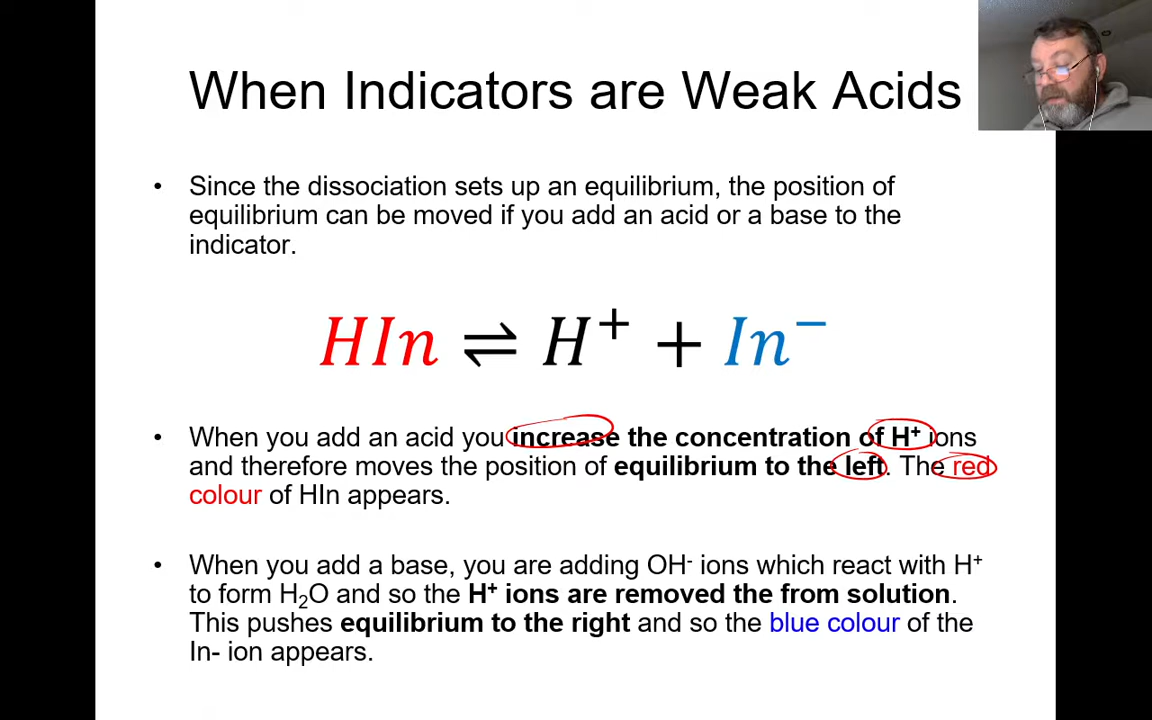 When Indicators are Weak Acids
• Since the dissociation sets up an equilibrium, the position of
equilibrium can be moved if you add an acid or a base to the
indicator.
HIn ⇌ H⁺ + In⁻
• When you add an acid you increase the concentration of H⁺ ions
and therefore moves the position of equilibrium to the left. The red
colour of HIn appears.
• When you add a base, you are adding OH⁻ ions which react with H⁺
to form H₂O and so the H⁺ ions are removed the from solution.
This pushes equilibrium to the right and so the blue colour of the
In- ion appears.